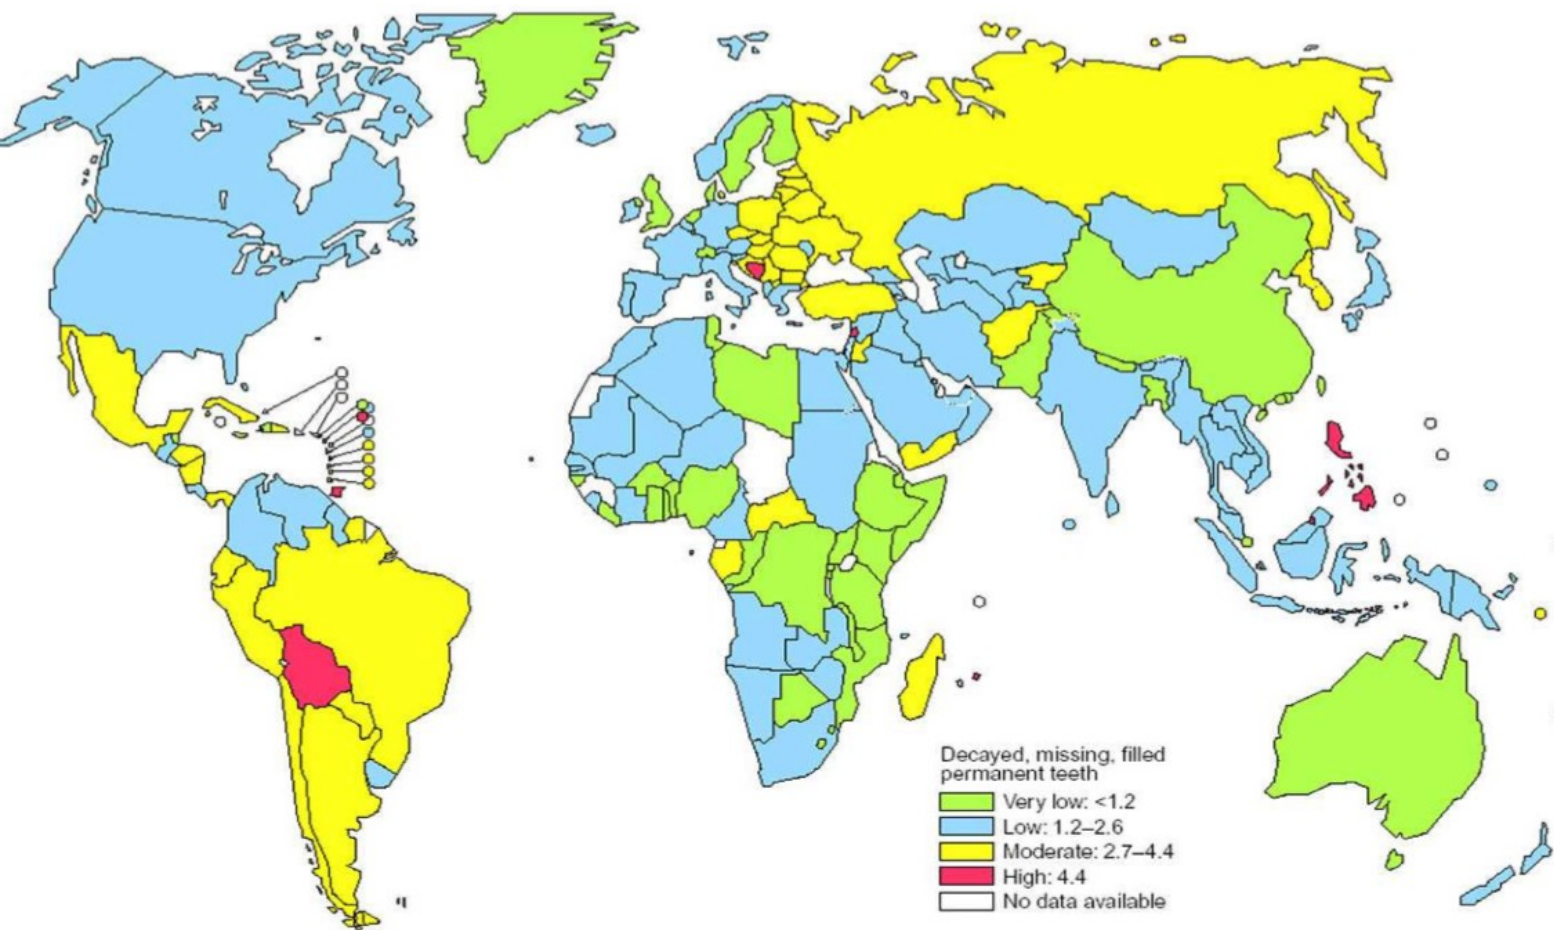 Decayed, missing, filled
permanent teeth
Very low: <1.2
Low: 1.2–2.6
Moderate: 2.7–4.4
High: 4.4
No data available